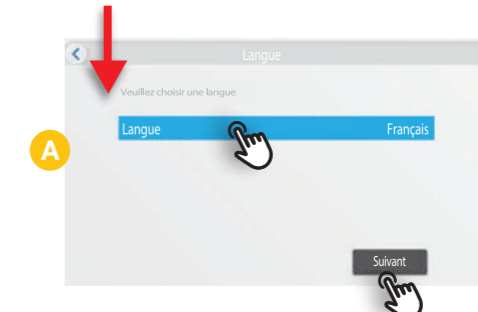 Langue
Veuillez choisir une langue
A
Langue Français
Suivant